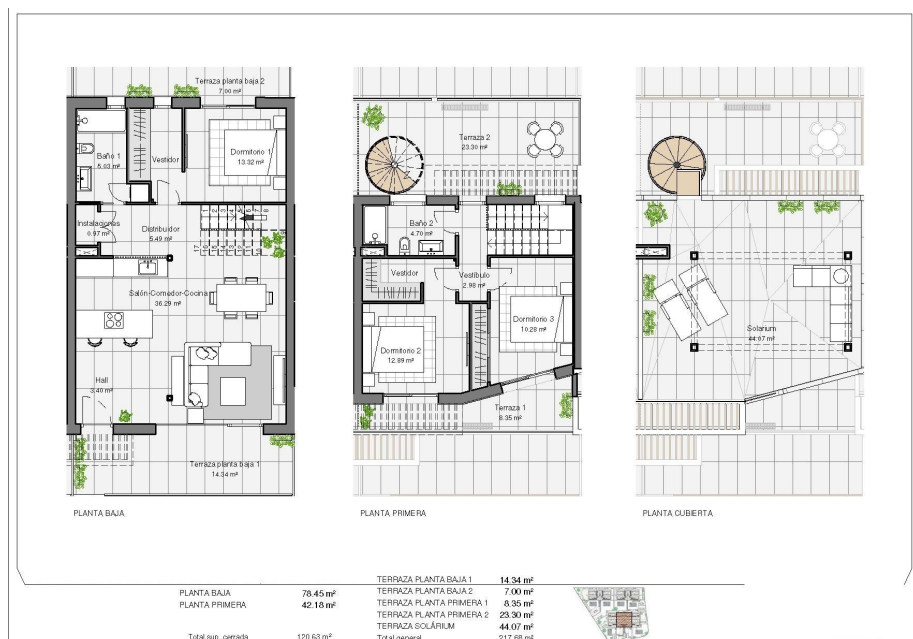 Terraza planta baja 2
7.00 m²
Baño 1
5.03 m²
Vestidor
Dormitorio 1
13.32 m²
Instalaciones
0.97 m²
Distribuidor
5.49 m²
Salón-Comedor-Cocina
36.29 m²
Hall
3.40 m²
Terraza planta baja 1
14.34 m²
PLANTA BAJA
Terraza 2
23.30 m²
Baño 2
4.70 m²
Vestidor
Vestíbulo
2.98 m²
Dormitorio 3
10.28 m²
Dormitorio 2
12.89 m²
Terraza 1
8.35 m²
PLANTA PRIMERA
Solarium
44.07 m²
PLANTA CUBIERTA
PLANTA BAJA 78.45 m²
PLANTA PRIMERA 42.18 m²
Total sup. cerrada 120.63 m²
TERRAZA PLANTA BAJA 1 14.34 m²
TERRAZA PLANTA BAJA 2 7.00 m²
TERRAZA PLANTA PRIMERA 1 8.35 m²
TERRAZA PLANTA PRIMERA 2 23.30 m²
TERRAZA SOLÁRIUM 44.07 m²
Total general 217.68 m²